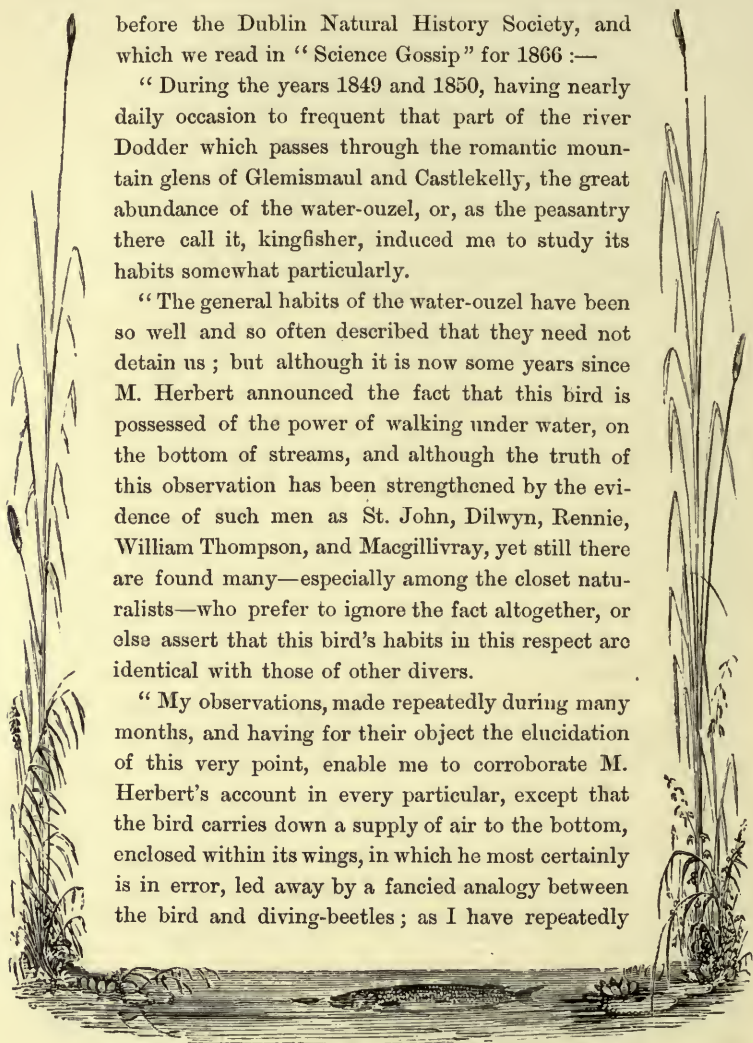 before the Dublin Natural History Society, and
which we read in “ Science Gossip” for 1866 :—
“ During the years 1849 and 1850, having nearly
daily occasion to frequent that part of the river
Dodder which passes through the romantic moun-
tain glens of Glemismaul and Castlekelly, the great
abundance of the water-ouzel, or, as the peasantry
there call it, kingfisher, induced me to study its
habits somewhat particularly.
“ The general habits of the water-ouzel have been
so well and so often described that they need not
detain us ; but although it is now some years since
M. Herbert announced the fact that this bird is
possessed of the power of walking under water, on
the bottom of streams, and although the truth of
this observation has been strengthened by the evi-
dence of such men as St. John, Dilwyn, Rennie,
William Thompson, and Macgillivray, yet still there
are found many—especially among the closet natu-
ralists—who prefer to ignore the fact altogether, or
else assert that this bird’s habits in this respect are
identical with those of other divers.
“ My observations, made repeatedly during many
months, and having for their object the elucidation
of this very point, enable me to corroborate M.
Herbert’s account in every particular, except that
the bird carries down a supply of air to the bottom,
enclosed within its wings, in which he most certainly
is in error, led away by a fancied analogy between
the bird and diving-beetles ; as I have repeatedly